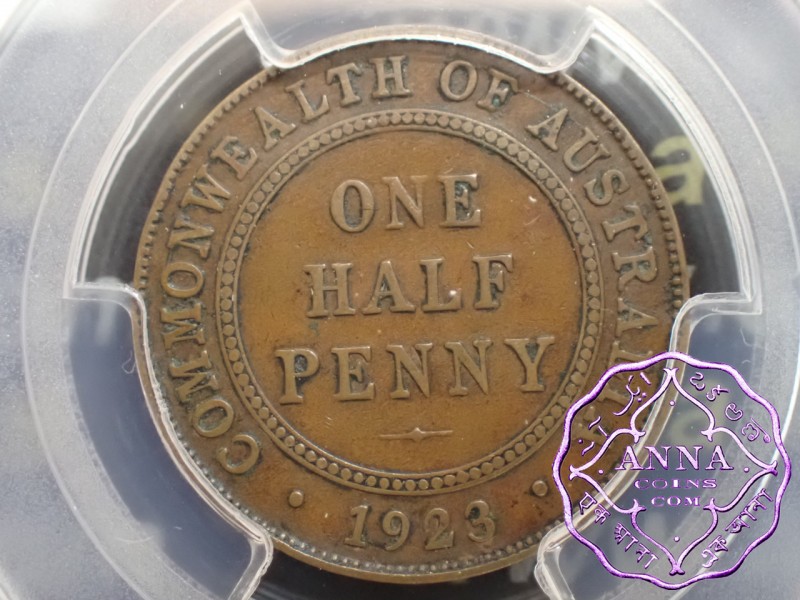 COMMONWEALTH OF AUSTRALIA
ONE
HALF
PENNY
1923
ANNA
COINS
.COM